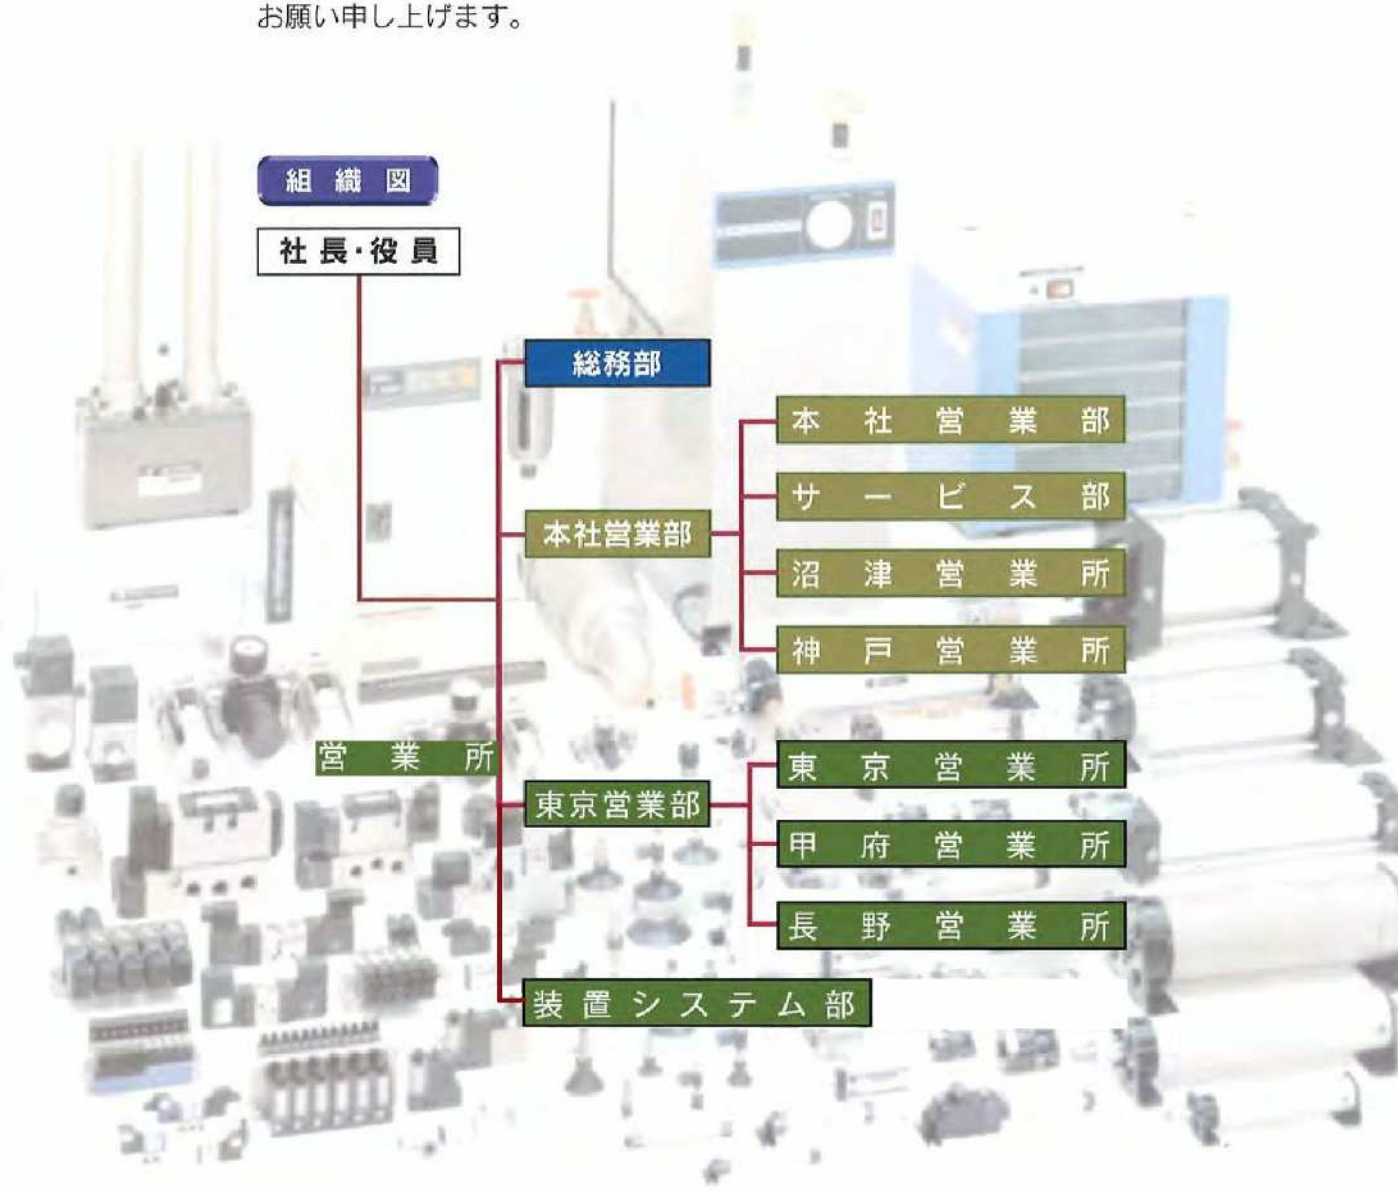 お願い申し上げます。
組織図
社長・役員
総務部
本社営業部
本社営業部
サービス部
沼津営業所
神戸営業所
営業所
東京営業部
東京営業所
甲府営業所
長野営業所
装置システム部